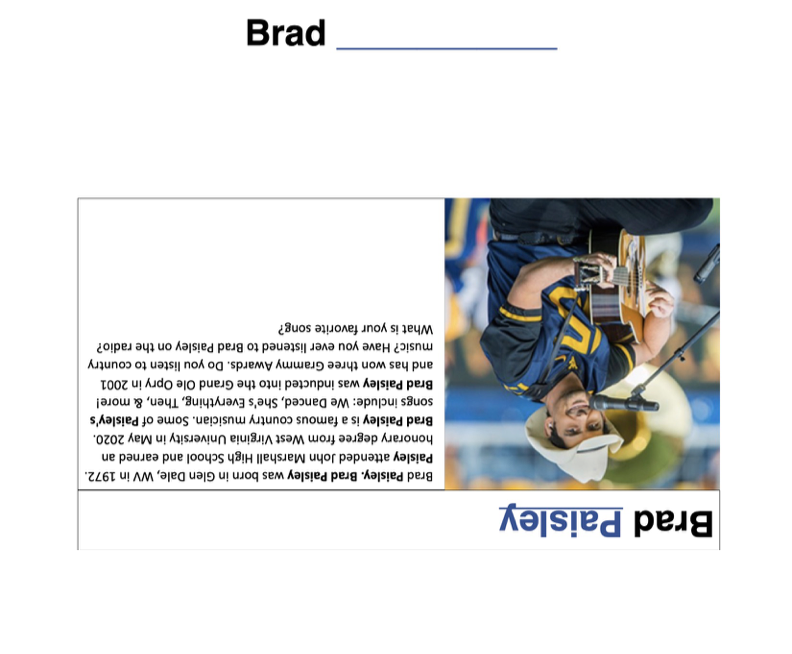 Brad ____________
Brad Paisley
Brad Paisley. Brad Paisley was born in Glen Dale, WV in 1972.
Paisley attended John Marshall High School and earned an
honorary degree from West Virginia University in May 2020.
Brad Paisley is a famous country musician. Some of Paisley's
songs include: We Danced, She's Everything, Then, & more!
Brad Paisley was inducted into the Grand Ole Opry in 2001
and has won three Grammy Awards. Do you listen to country
music? Have you ever listened to Brad Paisley on the radio?
What is your favorite song?